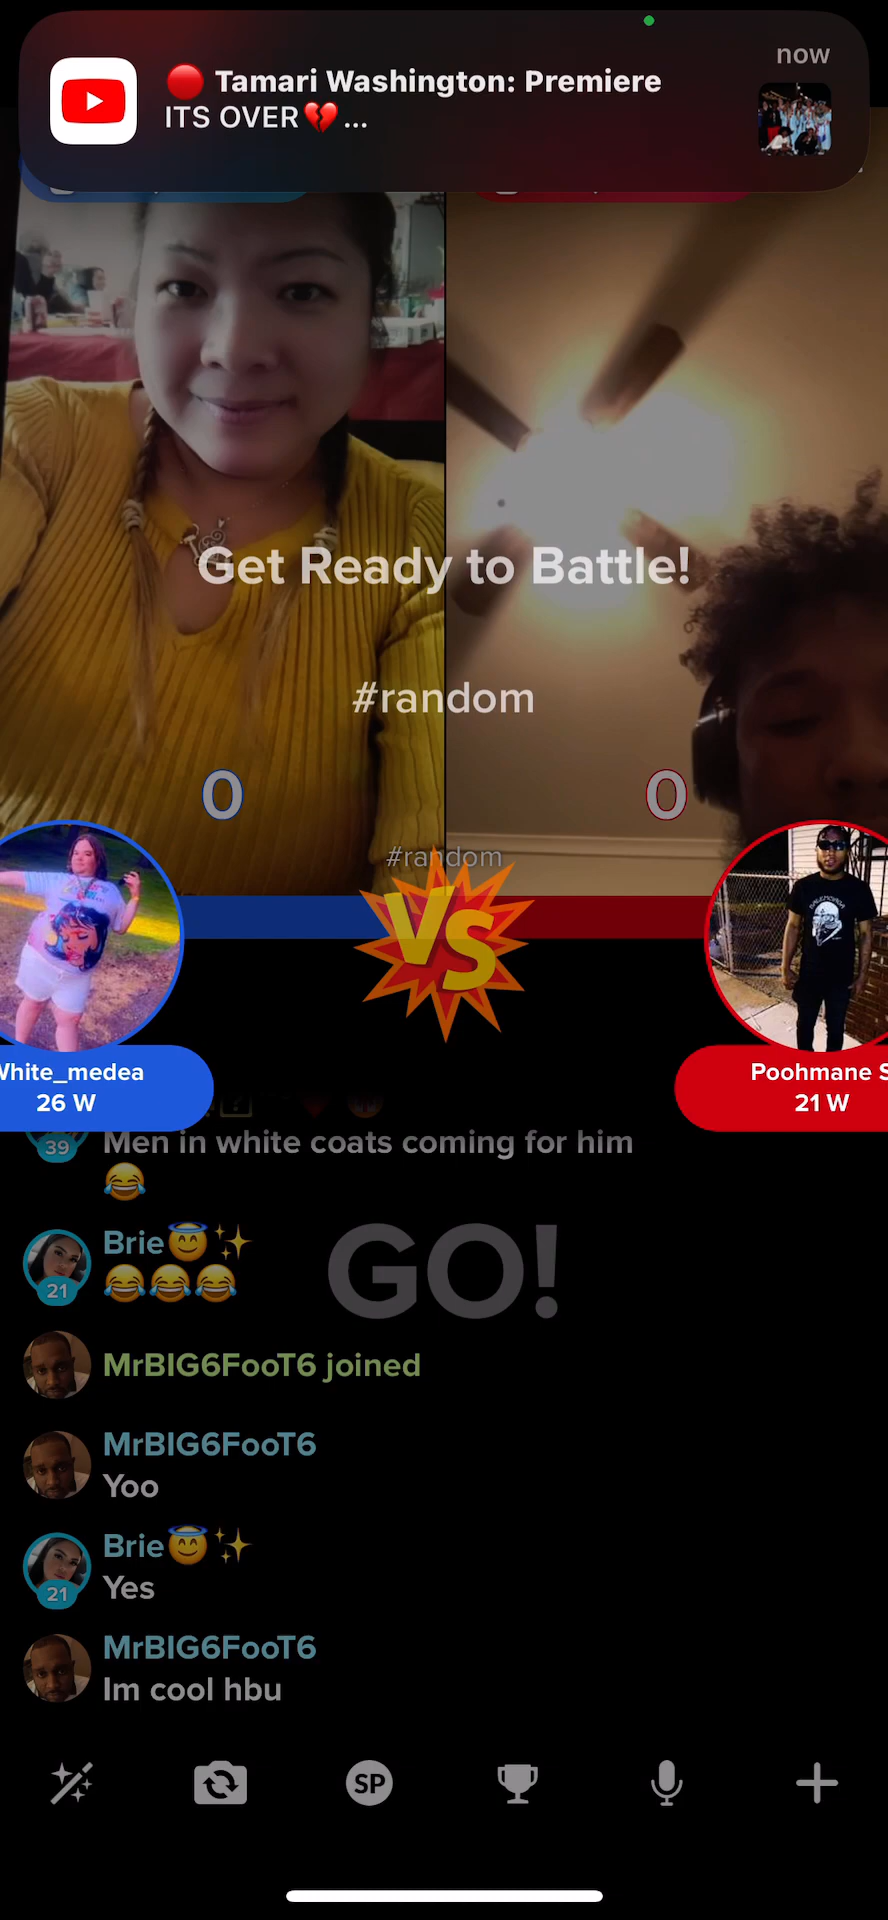 now
🔴 Tamari Washington: Premiere
ITS OVER💔...
Get Ready to Battle!
#random
0
0
#random
VS
White_medea
26 W
Poohmane S
21 W
39
Men in white coats coming for him
😂
Brie😇✨
21
😂😂😂
GO!
MrBIG6FooT6 joined
MrBIG6FooT6
Yoo
Brie😇✨
21
Yes
MrBIG6FooT6
Im cool hbu
SP